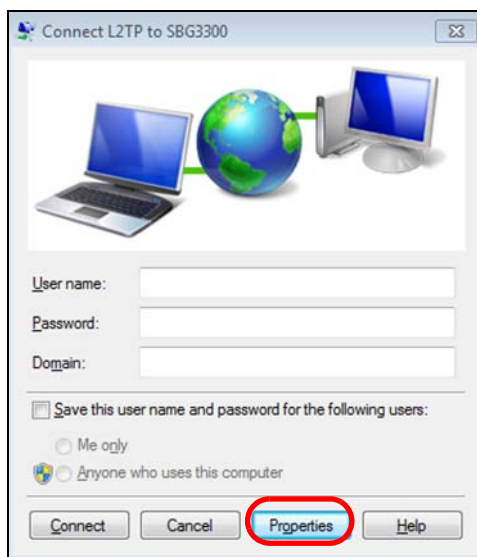 Connect L2TP to SBG3300
User name:
Password:
Domain:
Save this user name and password for the following users:
Me only
Anyone who uses this computer
Connect Cancel Properties Help